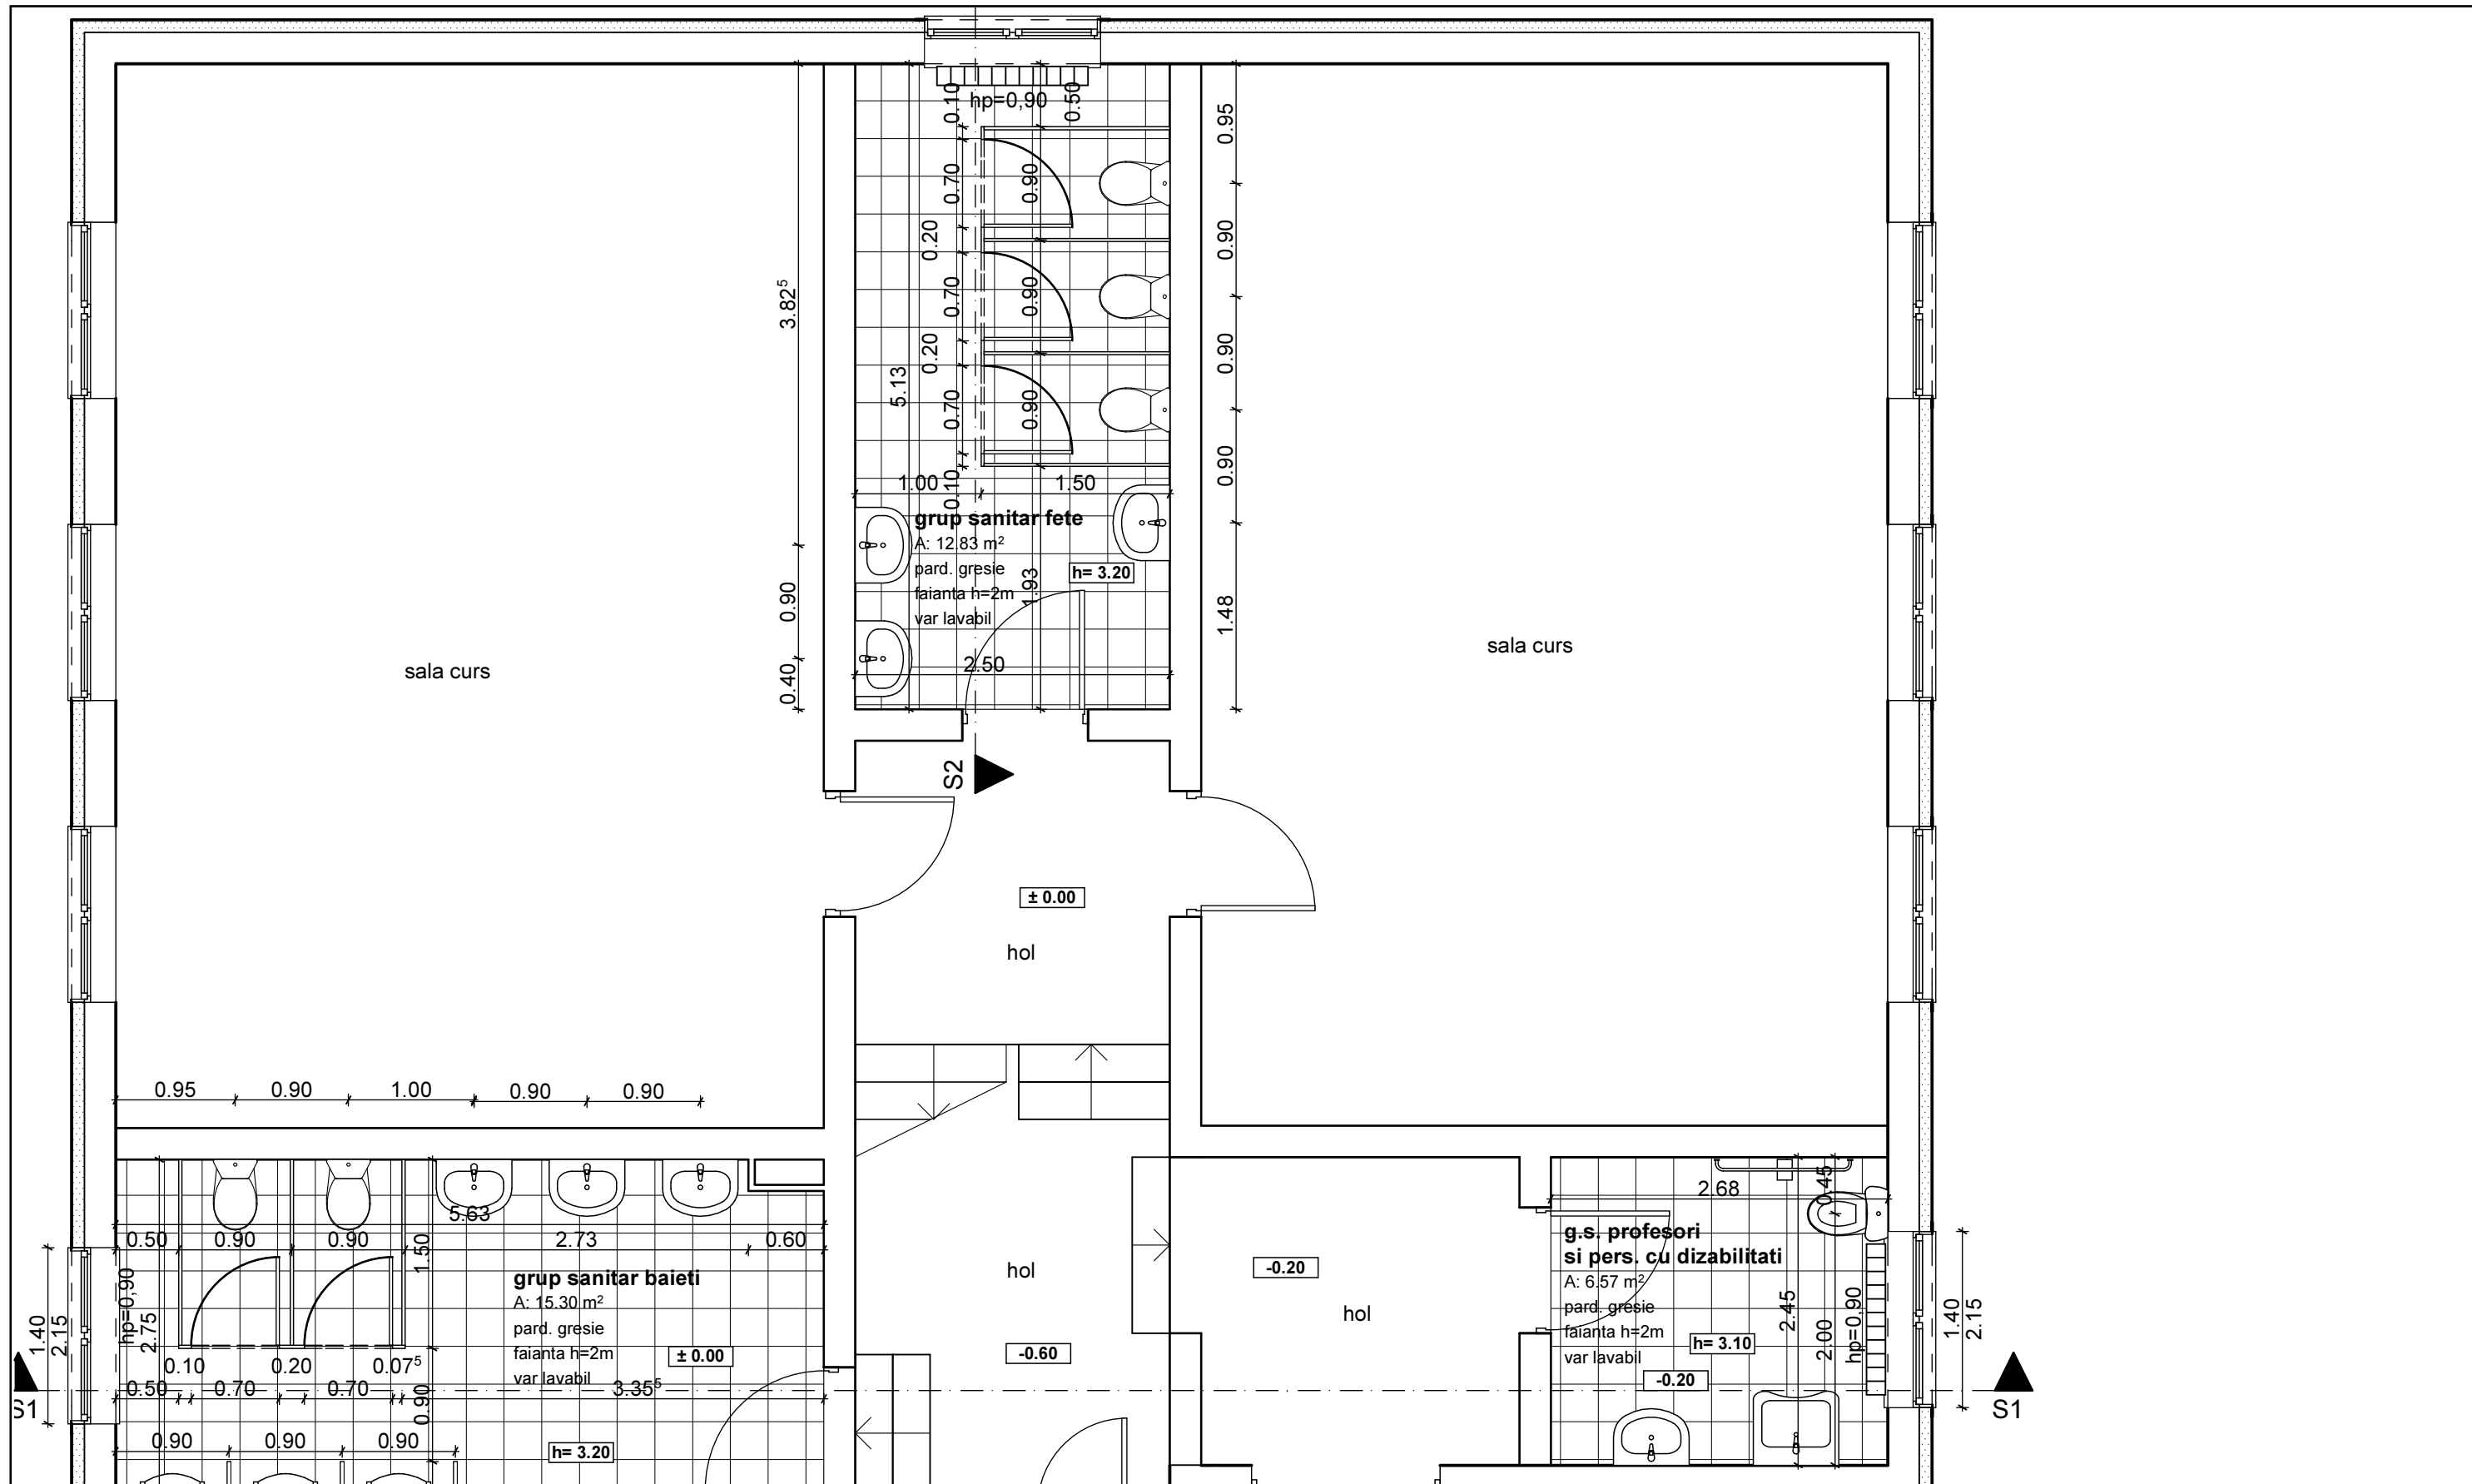 hp=0,90
0.10
0.50
0.95
0.70
0.90
0.90
0.20
3.82⁵
0.70
0.90
0.90
0.20
5.13
0.70
0.90
0.90
0.10
1.00
1.50
grup sanitar fete
A: 12.83 m²
pard. gresie
faianta h=2m
var lavabil
h= 3.20
1.93
0.90
1.48
2.50
0.40
sala curs
sala curs
S2
± 0.00
hol
0.95
0.90
1.00
0.90
0.90
5.63
0.50
0.90
0.90
1.50
2.73
0.60
grup sanitar baieti
A: 15.30 m²
pard. gresie
faianta h=2m
var lavabil
± 0.00
hp=0,90
2.75
1.40
2.15
0.10
0.20
0.07⁵
0.50
0.70
0.70
3.35⁵
0.90
S1
0.90
0.90
0.90
h= 3.20
hol
-0.60
-0.20
hol
2.68
0.45
g.s. profesori
si pers. cu dizabilitati
A: 6.57 m²
pard. gresie
faianta h=2m
var lavabil
h= 3.10
-0.20
2.45
2.00
hp=0,90
1.40
2.15
S1